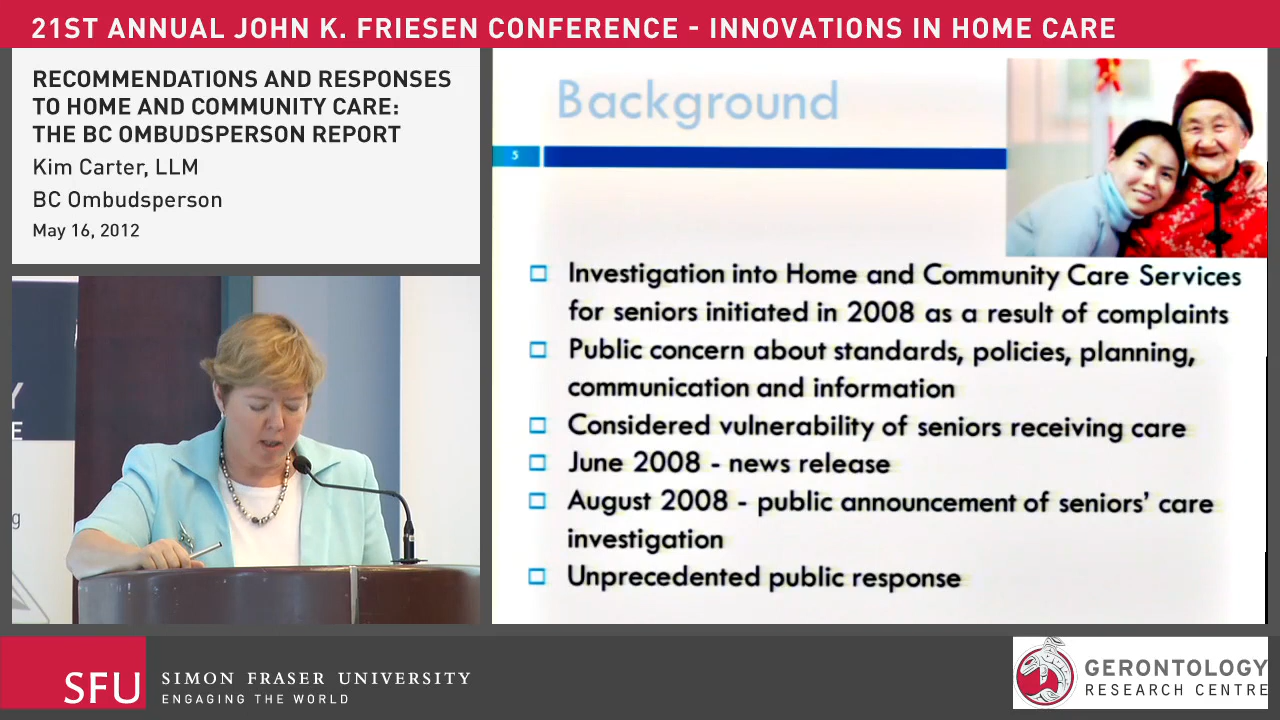 21ST ANNUAL JOHN K. FRIESEN CONFERENCE - INNOVATIONS IN HOME CARE
RECOMMENDATIONS AND RESPONSES
TO HOME AND COMMUNITY CARE:
THE BC OMBUDSPERSON REPORT
Kim Carter, LLM
BC Ombudsperson
May 16, 2012
Background
5
Investigation into Home and Community Care Services
for seniors initiated in 2008 as a result of complaints
Public concern about standards, policies, planning,
communication and information
Considered vulnerability of seniors receiving care
June 2008 - news release
August 2008 - public announcement of seniors’ care
investigation
Unprecedented public response
Y
E
g
SFU
SIMON FRASER UNIVERSITY
ENGAGING THE WORLD
GERONTOLOGY
RESEARCH CENTRE